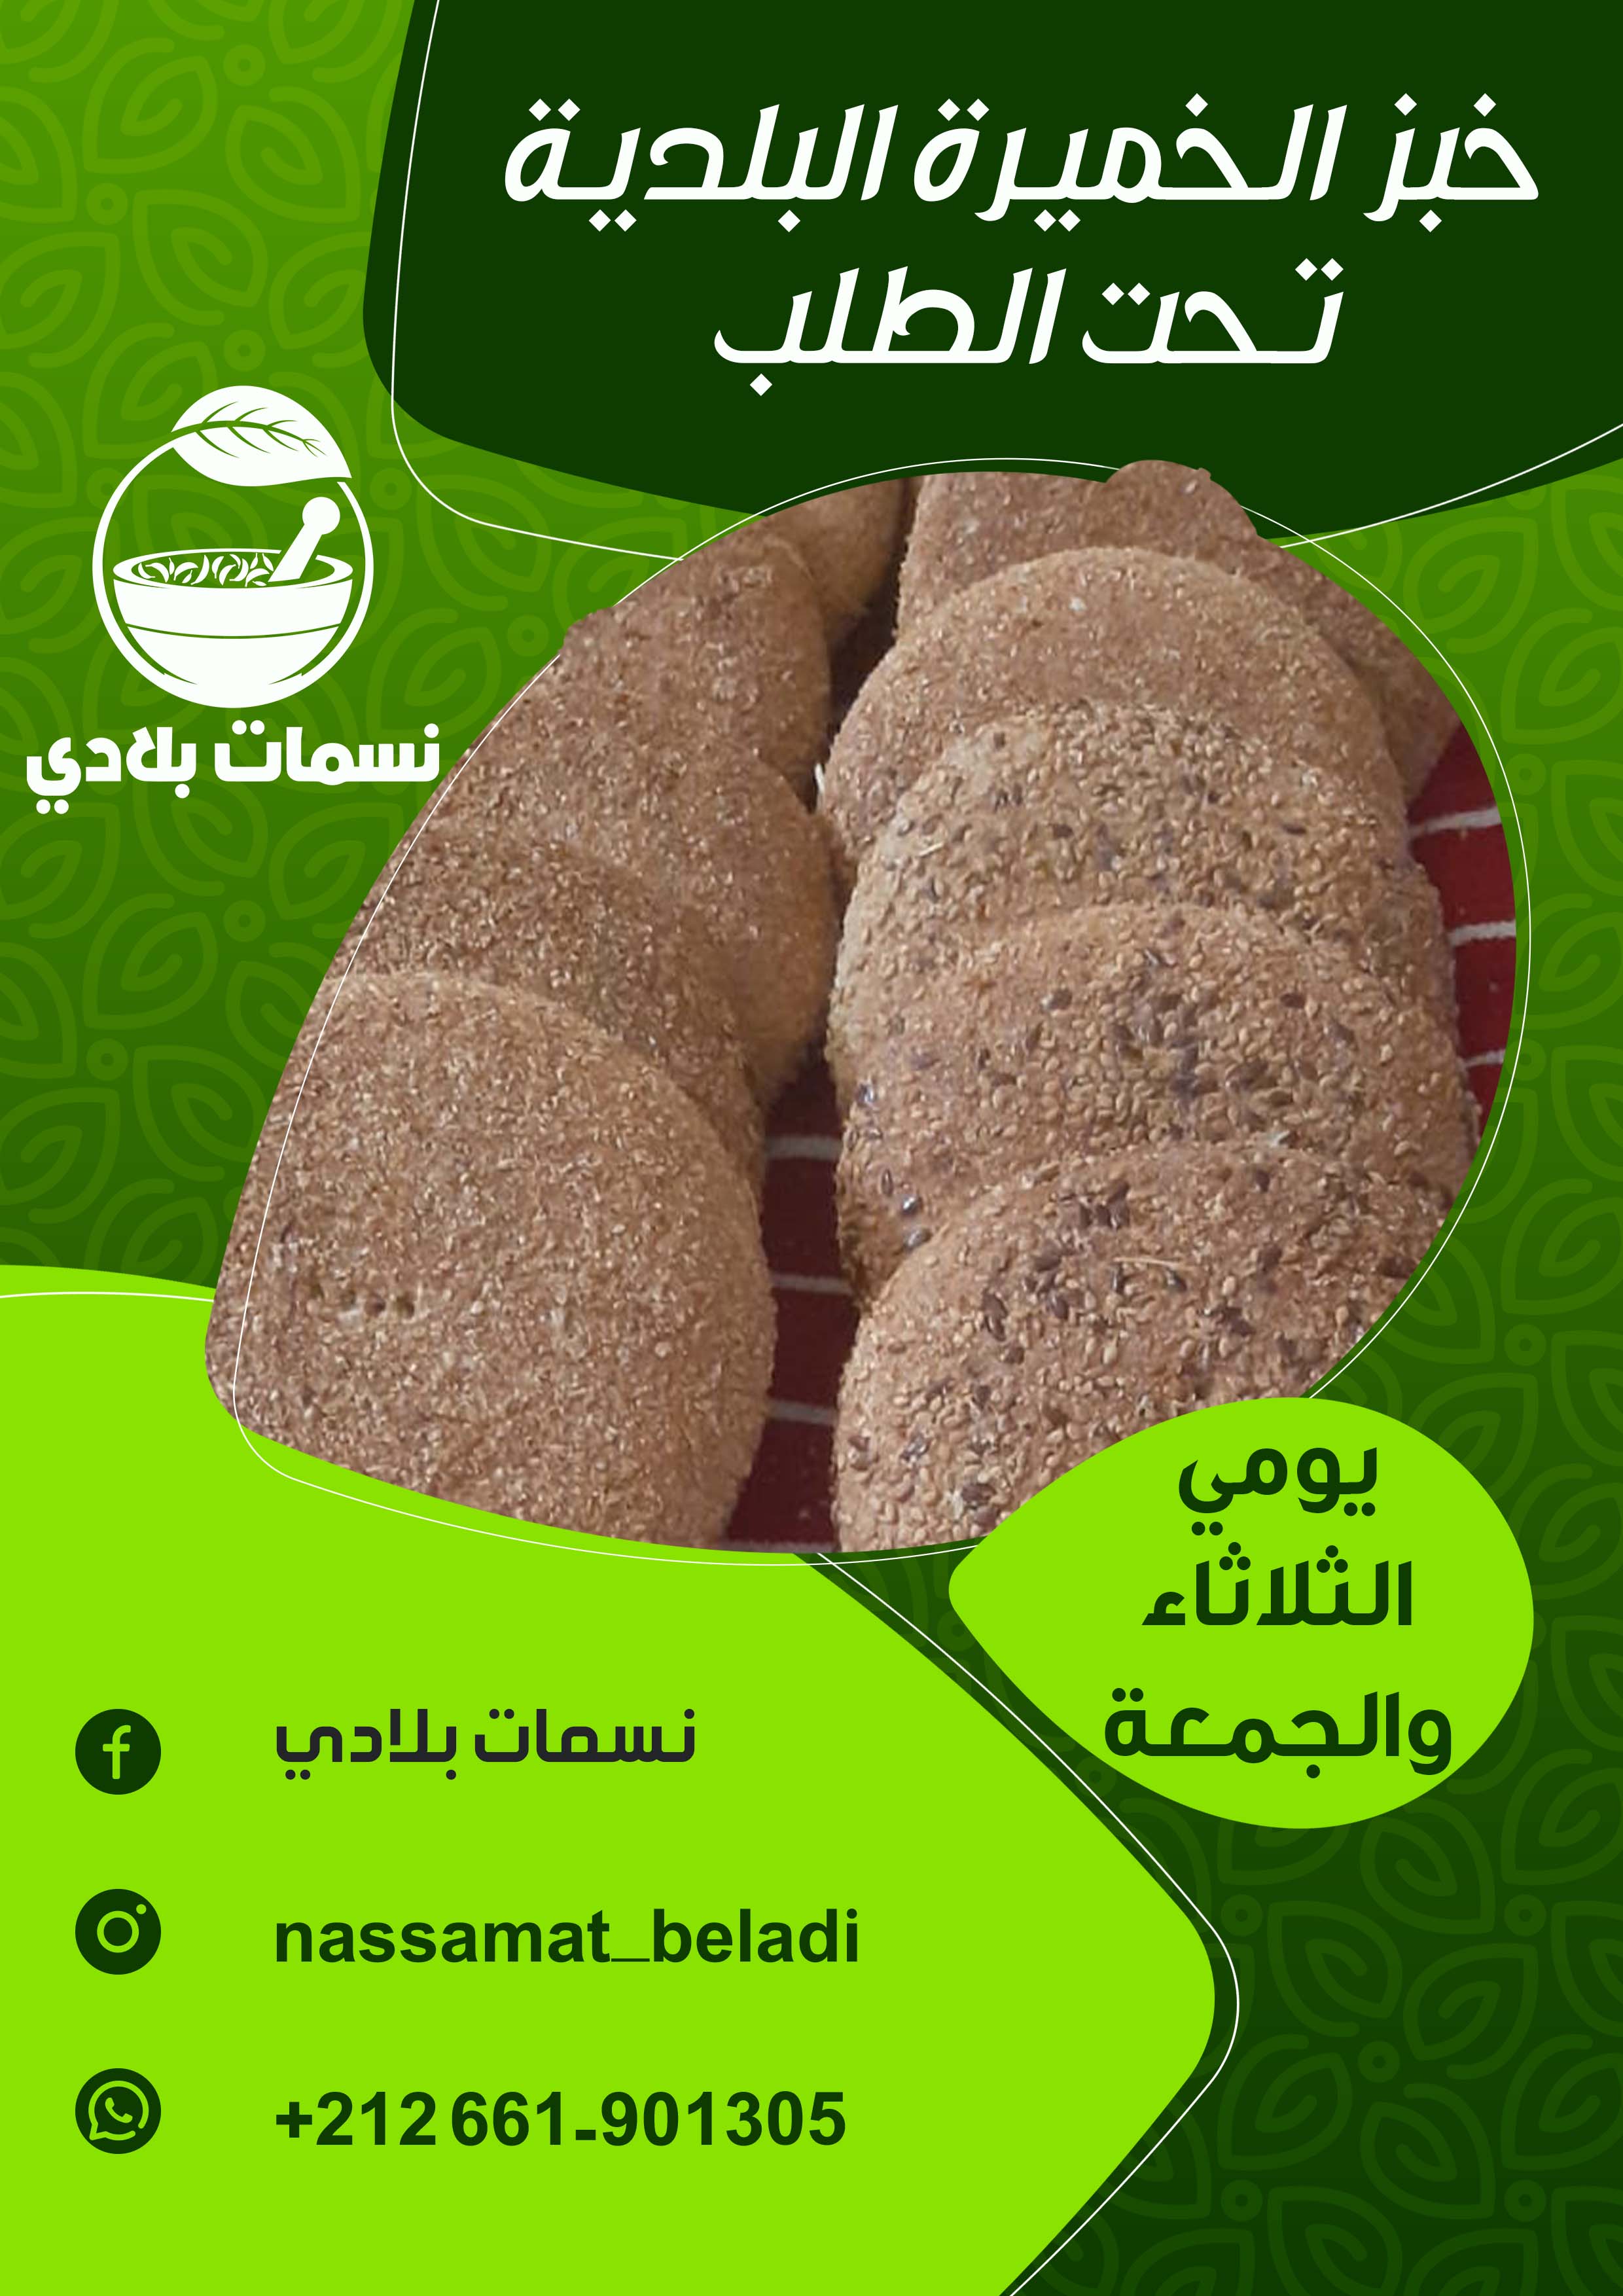 خبز الخميرة البلدية
تحت الطلب
نسمات بلادي
يومي
الثلاثاء
والجمعة
نسمات بلادي
nassamat_beladi
+212 661-901305